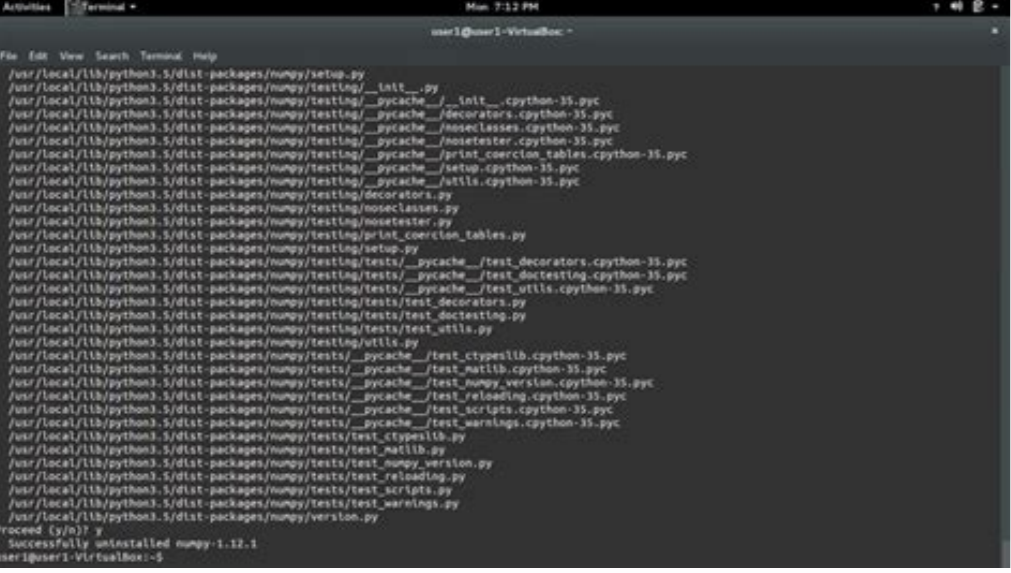 Activities Terminal
Mon 7:12 PM
user1@user1-VirtualBox: ~
File Edit View Search Terminal Help
/usr/local/lib/python3.5/dist-packages/numpy/setup.py
/usr/local/lib/python3.5/dist-packages/numpy/testing/__init__.py
/usr/local/lib/python3.5/dist-packages/numpy/testing/__pycache__/__init__.cpython-35.pyc
/usr/local/lib/python3.5/dist-packages/numpy/testing/__pycache__/decorators.cpython-35.pyc
/usr/local/lib/python3.5/dist-packages/numpy/testing/__pycache__/noseclasses.cpython-35.pyc
/usr/local/lib/python3.5/dist-packages/numpy/testing/__pycache__/nosetester.cpython-35.pyc
/usr/local/lib/python3.5/dist-packages/numpy/testing/__pycache__/print_coercion_tables.cpython-35.pyc
/usr/local/lib/python3.5/dist-packages/numpy/testing/__pycache__/setup.cpython-35.pyc
/usr/local/lib/python3.5/dist-packages/numpy/testing/__pycache__/utils.cpython-35.pyc
/usr/local/lib/python3.5/dist-packages/numpy/testing/decorators.py
/usr/local/lib/python3.5/dist-packages/numpy/testing/noseclasses.py
/usr/local/lib/python3.5/dist-packages/numpy/testing/nosetester.py
/usr/local/lib/python3.5/dist-packages/numpy/testing/print_coercion_tables.py
/usr/local/lib/python3.5/dist-packages/numpy/testing/setup.py
/usr/local/lib/python3.5/dist-packages/numpy/testing/tests/__pycache__/test_decorators.cpython-35.pyc
/usr/local/lib/python3.5/dist-packages/numpy/testing/tests/__pycache__/test_doctesting.cpython-35.pyc
/usr/local/lib/python3.5/dist-packages/numpy/testing/tests/__pycache__/test_utils.cpython-35.pyc
/usr/local/lib/python3.5/dist-packages/numpy/testing/tests/test_decorators.py
/usr/local/lib/python3.5/dist-packages/numpy/testing/tests/test_doctesting.py
/usr/local/lib/python3.5/dist-packages/numpy/testing/tests/test_utils.py
/usr/local/lib/python3.5/dist-packages/numpy/testing/utils.py
/usr/local/lib/python3.5/dist-packages/numpy/tests/__pycache__/test_ctypeslib.cpython-35.pyc
/usr/local/lib/python3.5/dist-packages/numpy/tests/__pycache__/test_matlib.cpython-35.pyc
/usr/local/lib/python3.5/dist-packages/numpy/tests/__pycache__/test_numpy_version.cpython-35.pyc
/usr/local/lib/python3.5/dist-packages/numpy/tests/__pycache__/test_reloading.cpython-35.pyc
/usr/local/lib/python3.5/dist-packages/numpy/tests/__pycache__/test_scripts.cpython-35.pyc
/usr/local/lib/python3.5/dist-packages/numpy/tests/__pycache__/test_warnings.cpython-35.pyc
/usr/local/lib/python3.5/dist-packages/numpy/tests/test_ctypeslib.py
/usr/local/lib/python3.5/dist-packages/numpy/tests/test_matlib.py
/usr/local/lib/python3.5/dist-packages/numpy/tests/test_numpy_version.py
/usr/local/lib/python3.5/dist-packages/numpy/tests/test_reloading.py
/usr/local/lib/python3.5/dist-packages/numpy/tests/test_scripts.py
/usr/local/lib/python3.5/dist-packages/numpy/tests/test_warnings.py
/usr/local/lib/python3.5/dist-packages/numpy/version.py
roceed (y/n)? y
Successfully uninstalled numpy-1.12.1
ser1@user1-VirtualBox:~$